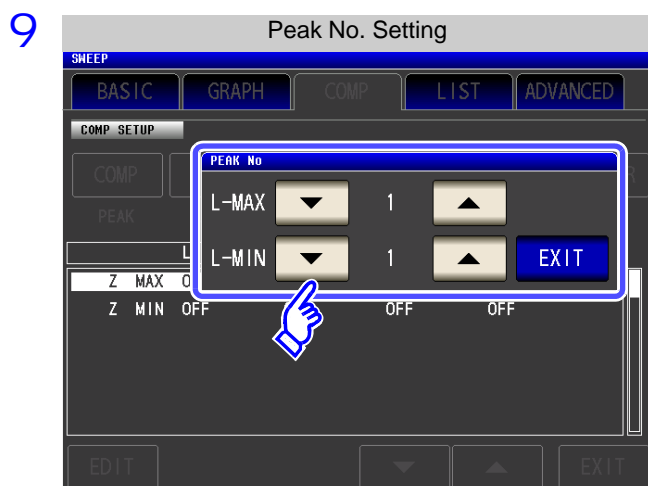 9
Peak No. Setting
SWEEP
BASIC GRAPH COMP LIST ADVANCED
COMP SETUP
PEAK No
COMP
L-MAX 1
PEAK
L-MIN 1 EXIT
Z MAX
Z MIN OFF OFF OFF
EDIT EXIT